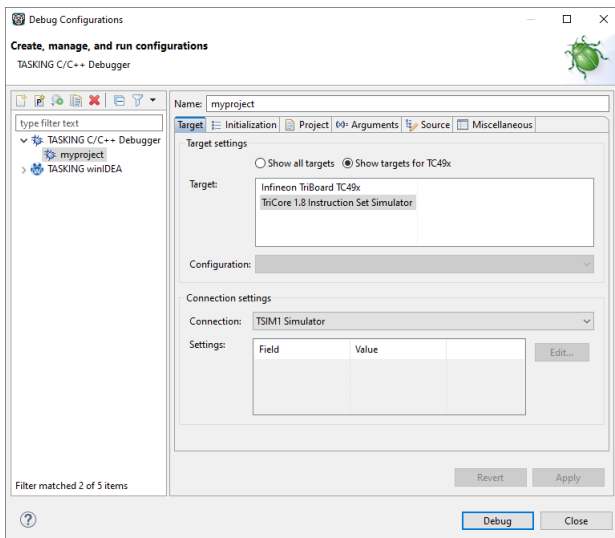 Debug Configurations
Create, manage, and run configurations
TASKING C/C++ Debugger
type filter text
TASKING C/C++ Debugger
myproject
TASKING winIDEA
Filter matched 2 of 5 items
Name: myproject
Target Initialization Project Arguments Source Miscellaneous
Target settings
Show all targets Show targets for TC49x
Target: Infineon TriBoard TC49x
TriCore 1.8 Instruction Set Simulator
Configuration:
Connection settings
Connection: TSIM1 Simulator
Settings: Field Value Edit...
Revert Apply
Debug Close